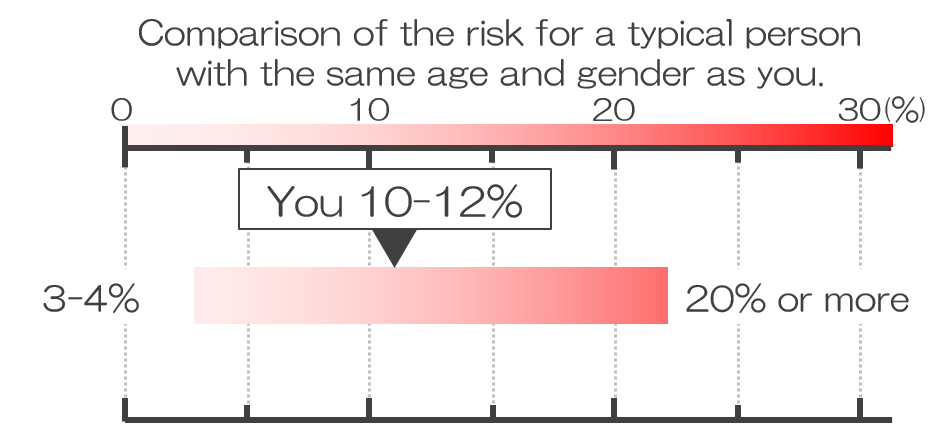 Comparison of the risk for a typical person
with the same age and gender as you.
0 10 20 30(%)
You 10-12%
3-4% 20% or more